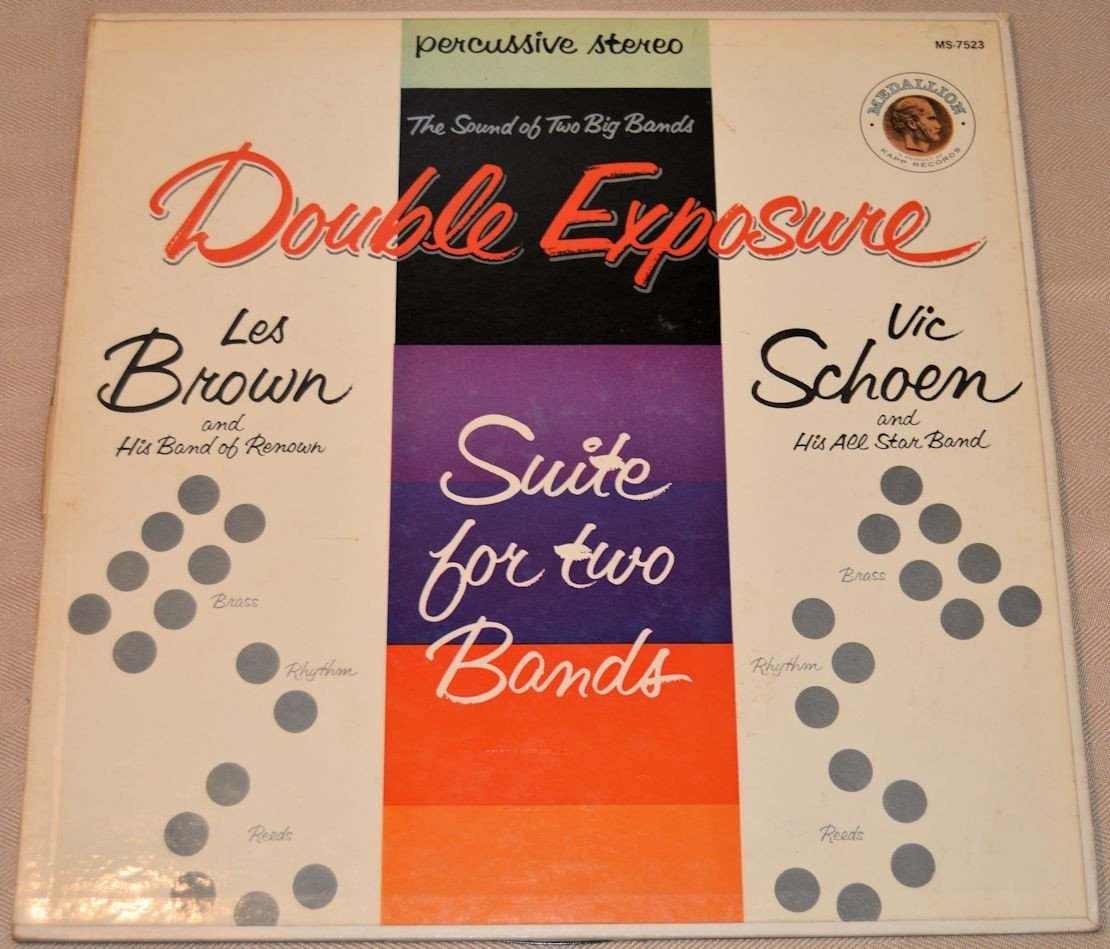 percussive stereo
MS-7523
MEDALLION
A PRODUCT OF
KAPP RECORDS
The Sound of Two Big Bands
Double Exposure
Les
Brown
and
His Band of Renown
Vic
Schoen
and
His All Star Band
Suite
for two
Bands
Brass
Rhythm
Reeds
Brass
Rhythm
Reeds